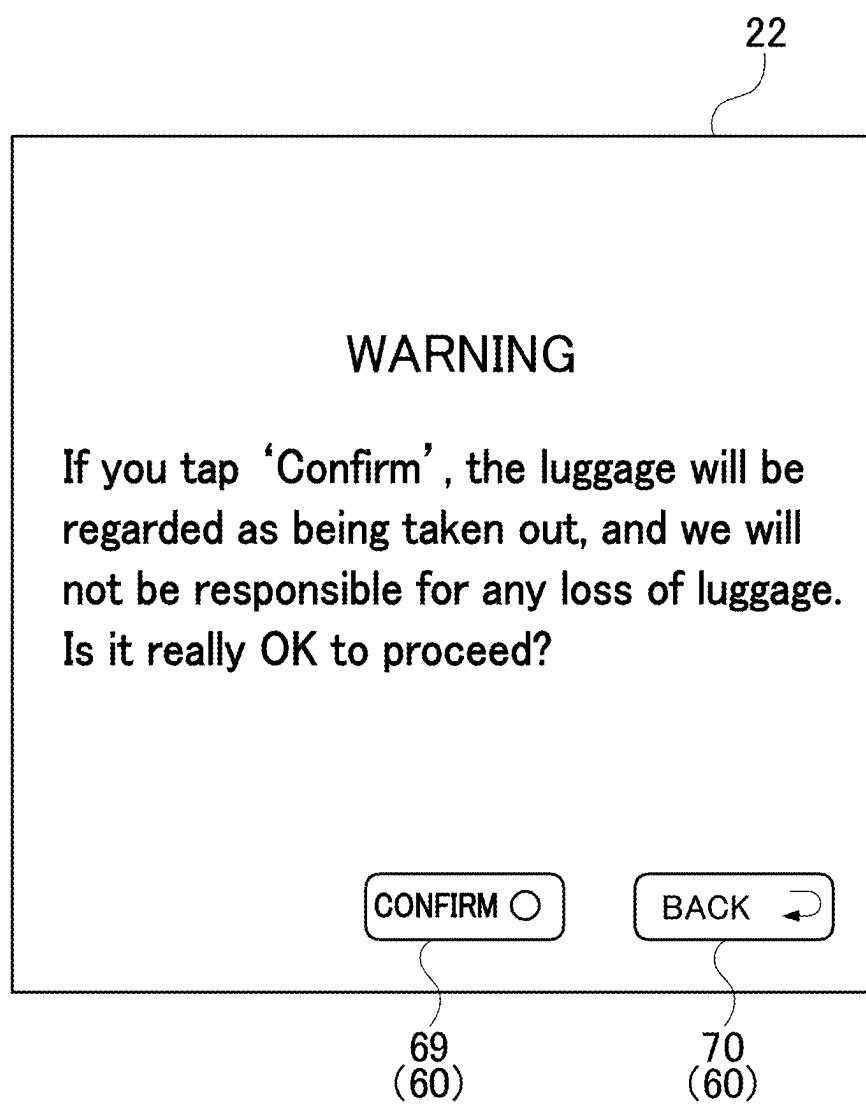 22
WARNING
If you tap ‘Confirm’, the luggage will be
regarded as being taken out, and we will
not be responsible for any loss of luggage.
Is it really OK to proceed?
CONFIRM ○ BACK
69 70
(60) (60)